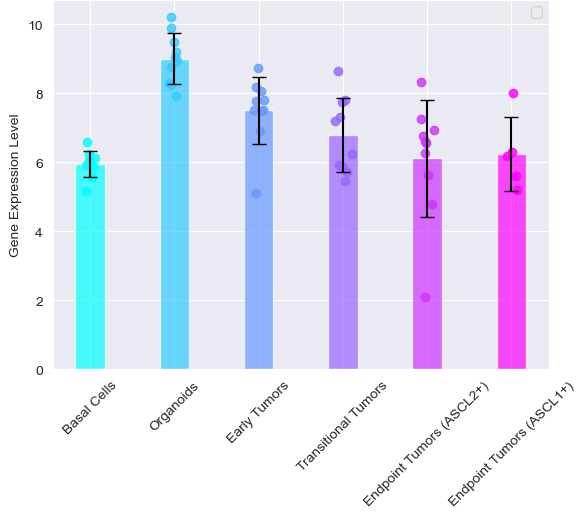 Gene Expression Level
10
8
6
4
2
0
Basal Cells
Organoids
Early Tumors
Transitional Tumors
Endpoint Tumors (ASCL2+)
Endpoint Tumors (ASCL1+)